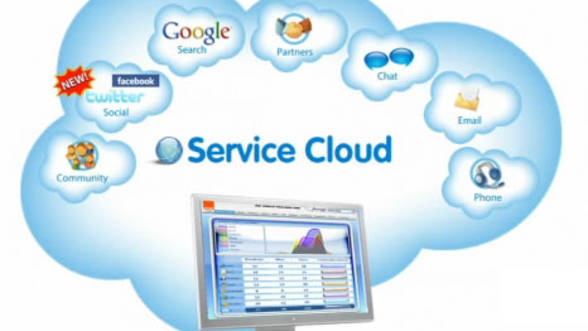 Google
Search
Partners
Chat
NEW!
facebook
twitter
Social
Email
Service Cloud
Community
Phone